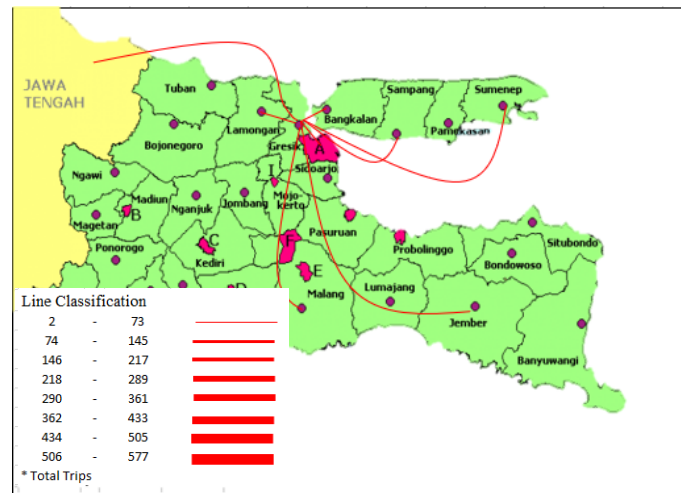 JAWA
TENGAH
Tuban
Sampang
Sumenep
Bangkalan
Lamongan
Pamekasan
Bojonegoro
Gresik
A
Sidoarjo
I
Ngawi
Madiun
B
Nganjuk
Jombang
Mojo-
kerto
Magetan
Pasuruan
Ponorogo
C
F
Probolinggo
Situbondo
Kediri
Bondowoso
E
Malang
Lumajang
Jember
Banyuwangi
Line Classification
2 - 73
74 - 145
146 - 217
218 - 289
290 - 361
362 - 433
434 - 505
506 - 577
* Total Trips